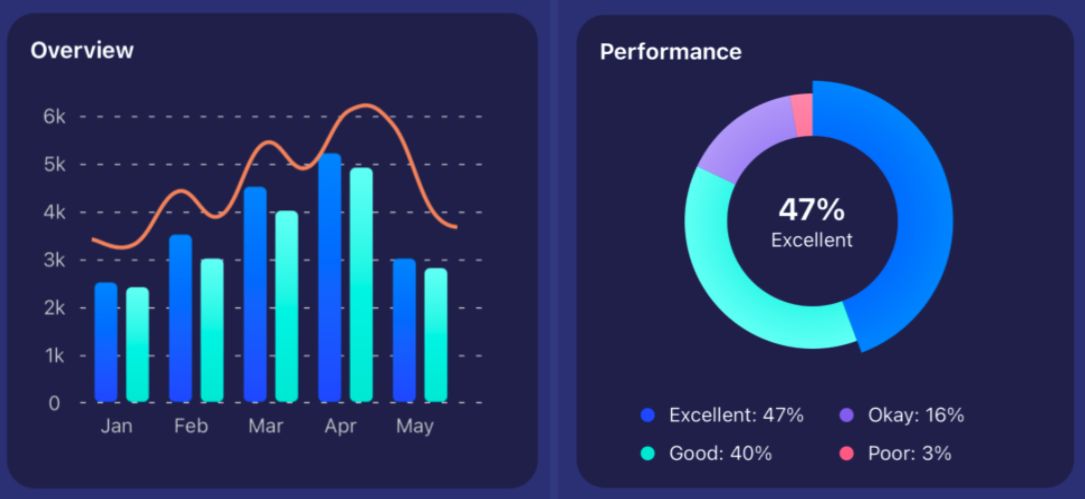 Overview
6k
5k
4k
3k
2k
1k
0
Jan Feb Mar Apr May
Performance
47%
Excellent
Excellent: 47% Okay: 16%
Good: 40% Poor: 3%